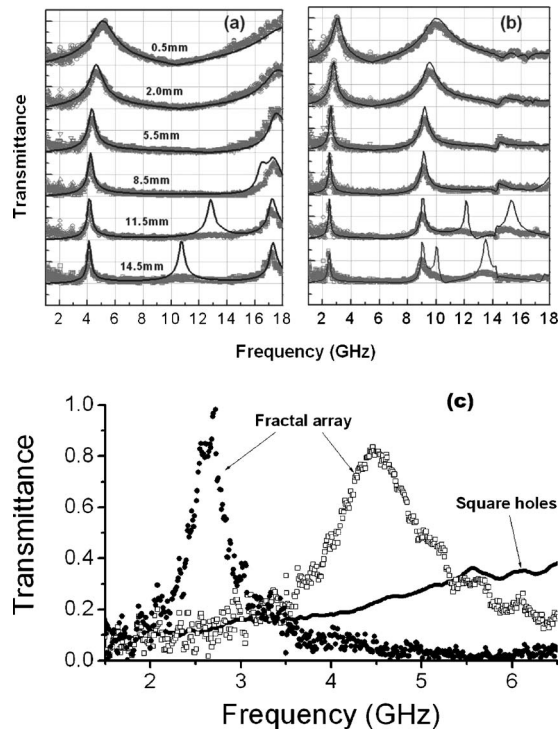 (a)
(b)
Transmittance
0.5mm
2.0mm
5.5mm
8.5mm
11.5mm
14.5mm
2 4 6 8 10 12 14 16 18
2 4 6 8 10 12 14 16 18
Frequency (GHz)
(c)
Fractal array
Square holes
Transmittance
1.0
0.8
0.6
0.4
0.2
0.0
2 3 4 5 6
Frequency (GHz)